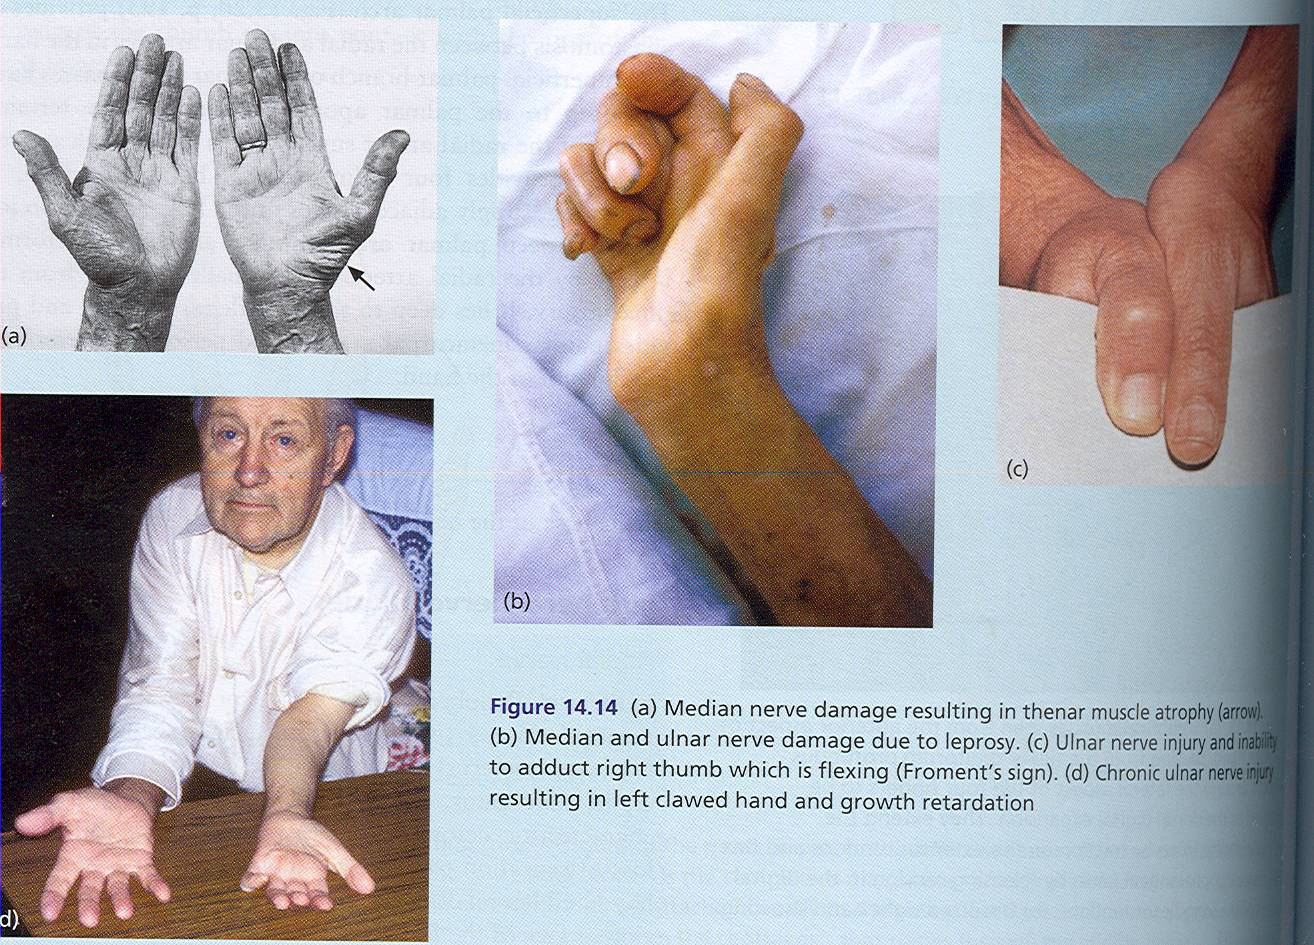 (a)
(b)
(c)
d)
Figure 14.14 (a) Median nerve damage resulting in thenar muscle atrophy (arrow).
(b) Median and ulnar nerve damage due to leprosy. (c) Ulnar nerve injury and inability
to adduct right thumb which is flexing (Froment's sign). (d) Chronic ulnar nerve injury
resulting in left clawed hand and growth retardation